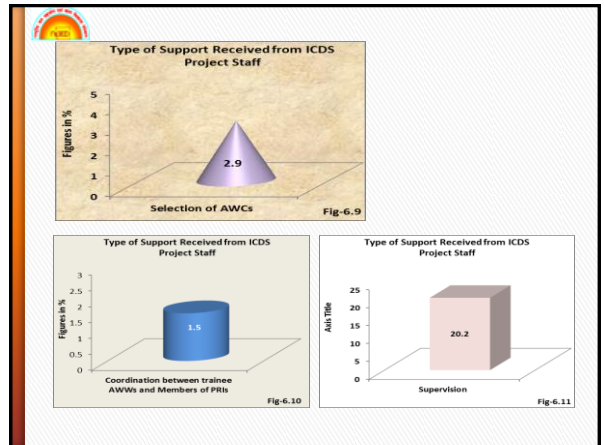 Type of Support Received from ICDS
Project Staff
Figures in %
5
4
3
2
1
0
2.9
Selection of AWCs
Fig-6.9
Type of Support Received from ICDS
Project Staff
Figures in %
3
2.5
2
1.5
1
0.5
0
1.5
Coordination between trainee
AWWs and Members of PRIs
Fig-6.10
Type of Support Received from ICDS
Project Staff
Axis Title
25
20
15
10
5
0
20.2
Supervision
Fig-6.11